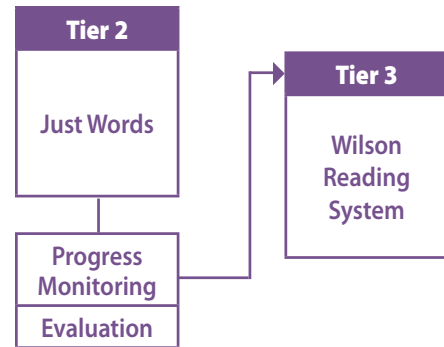 Tier 2
Just Words
Progress
Monitoring
Evaluation
Tier 3
Wilson
Reading
System